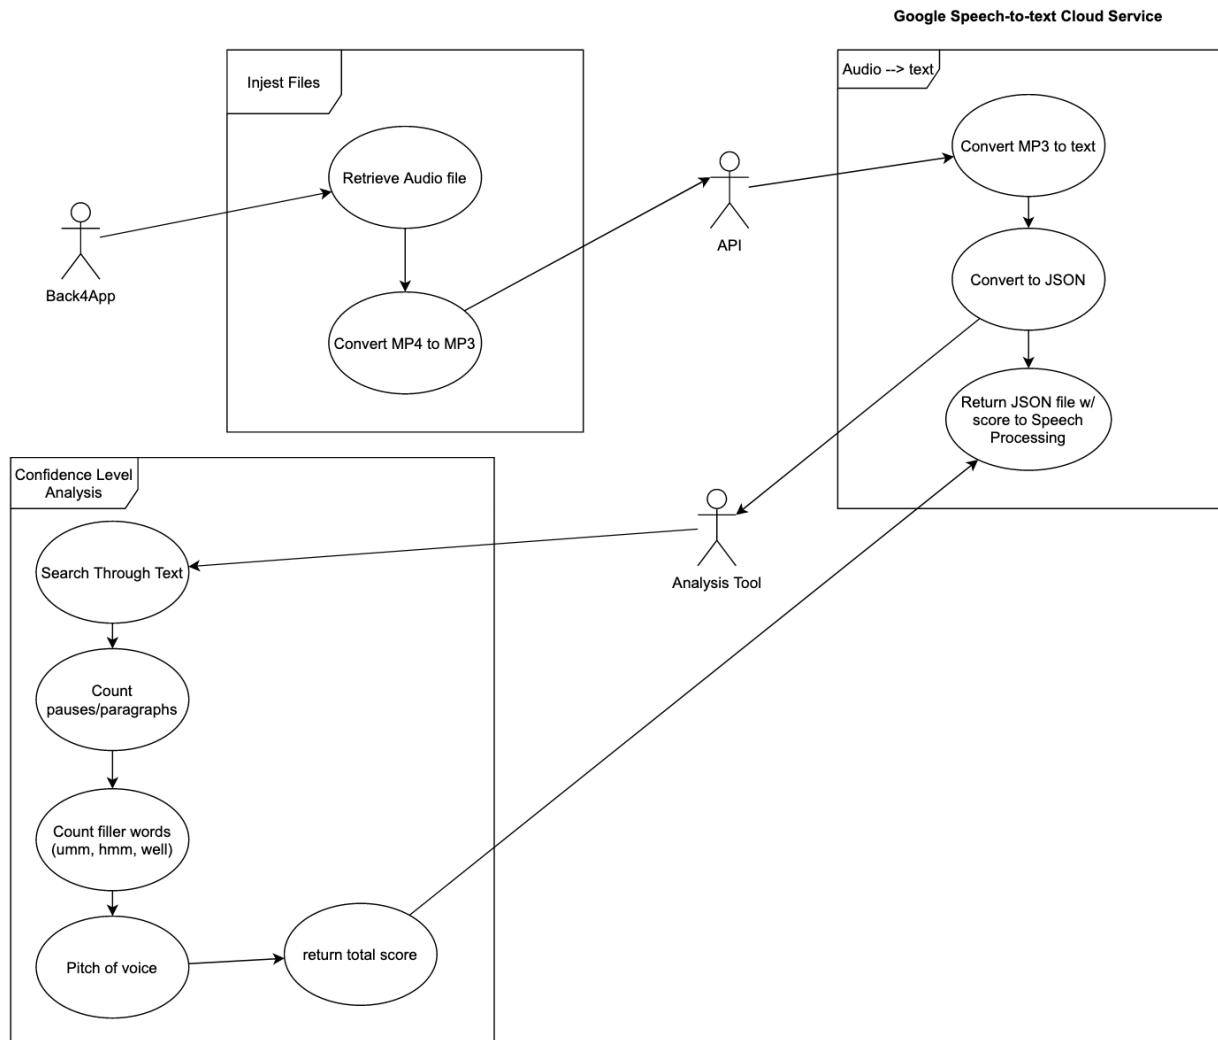 Google Speech-to-text Cloud Service
Injest Files
Retrieve Audio file
Convert MP4 to MP3
Back4App
API
Audio --> text
Convert MP3 to text
Convert to JSON
Return JSON file w/
score to Speech
Processing
Analysis Tool
Confidence Level
Analysis
Search Through Text
Count
pauses/paragraphs
Count filler words
(umm, hmm, well)
Pitch of voice
return total score